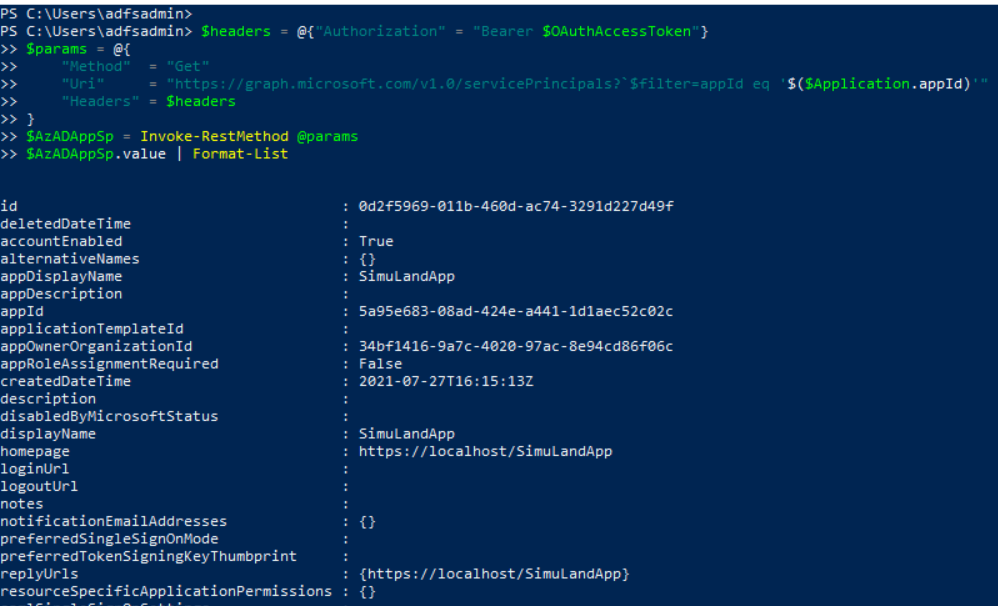 PS C:\Users\adfsadmin>
PS C:\Users\adfsadmin> $headers = @{"Authorization" = "Bearer $OAuthAccessToken"}
>> $params = @{
>>     "Method"  = "Get"
>>     "Uri"     = "https://graph.microsoft.com/v1.0/servicePrincipals?`$filter=appId eq '$($Application.appId)'"
>>     "Headers" = $headers
>> }
>> $AzADAppSp = Invoke-RestMethod @params
>> $AzADAppSp.value | Format-List
id                                     : 0d2f5969-011b-460d-ac74-3291d227d49f
deletedDateTime                        :
accountEnabled                         : True
alternativeNames                       : {}
appDisplayName                         : SimuLandApp
appDescription                         :
appId                                  : 5a95e683-08ad-424e-a441-1d1aec52c02c
applicationTemplateId                  :
appOwnerOrganizationId                 : 34bf1416-9a7c-4020-97ac-8e94cd86f06c
appRoleAssignmentRequired              : False
createdDateTime                        : 2021-07-27T16:15:13Z
description                            :
disabledByMicrosoftStatus              :
displayName                            : SimuLandApp
homepage                               : https://localhost/SimuLandApp
loginUrl                               :
logoutUrl                              :
notes                                  :
notificationEmailAddresses             : {}
preferredSingleSignOnMode              :
preferredTokenSigningKeyThumbprint     :
replyUrls                              : {https://localhost/SimuLandApp}
resourceSpecificApplicationPermissions : {}